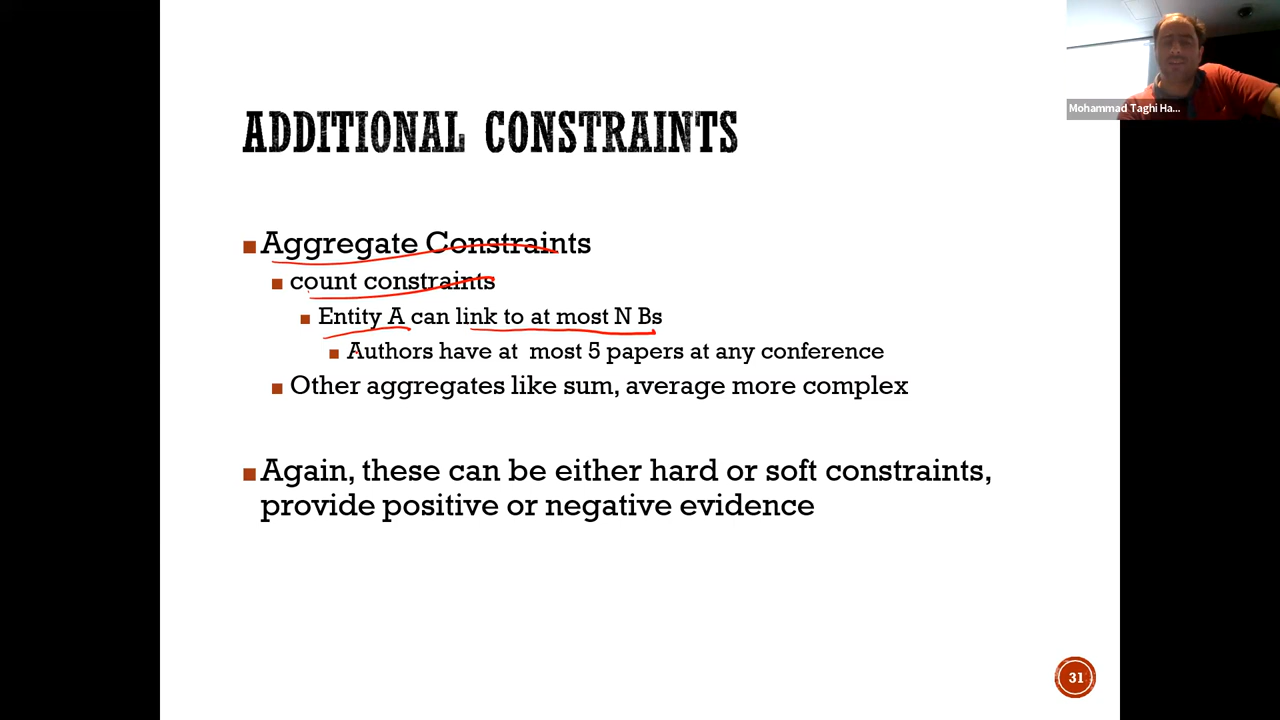 Mohammad Taghi Ha...
ADDITIONAL CONSTRAINTS
Aggregate Constraints
count constraints
Entity A can link to at most N Bs
Authors have at most 5 papers at any conference
Other aggregates like sum, average more complex
Again, these can be either hard or soft constraints,
provide positive or negative evidence
31